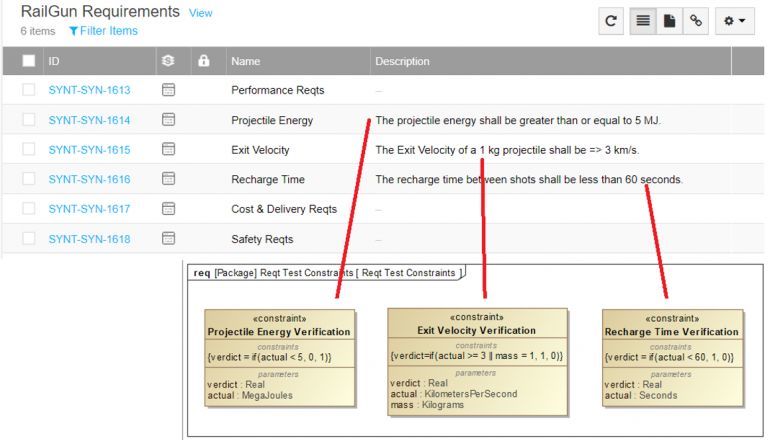 RailGun Requirements View
6 items Filter Items
ID Name Description
SYNT-SYN-1613 Performance Reqts –
SYNT-SYN-1614 Projectile Energy The projectile energy shall be greater than or equal to 5 MJ.
SYNT-SYN-1615 Exit Velocity The Exit Velocity of a 1 kg projectile shall be => 3 km/s.
SYNT-SYN-1616 Recharge Time The recharge time between shots shall be less than 60 seconds.
SYNT-SYN-1617 Cost & Delivery Reqts –
SYNT-SYN-1618 Safety Reqts –
req [Package] Reqt Test Constraints [ Reqt Test Constraints ]
«constraint»
Projectile Energy Verification
constraints
{verdict = if(actual < 5, 0, 1)}
parameters
verdict : Real
actual : MegaJoules
«constraint»
Exit Velocity Verification
constraints
{verdict=if(actual >= 3 || mass = 1, 1, 0)}
parameters
verdict : Real
actual : KilometersPerSecond
mass : Kilograms
«constraint»
Recharge Time Verification
constraints
{verdict = if(actual < 60, 1, 0)}
parameters
verdict : Real
actual : Seconds